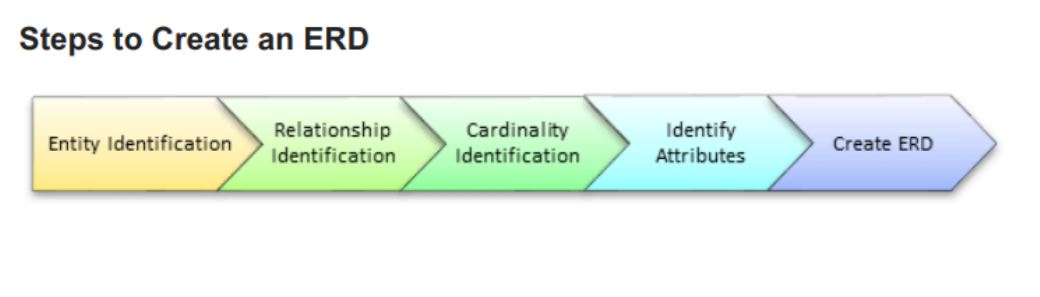 Steps to Create an ERD
Entity Identification
Relationship
Identification
Cardinality
Identification
Identify
Attributes
Create ERD